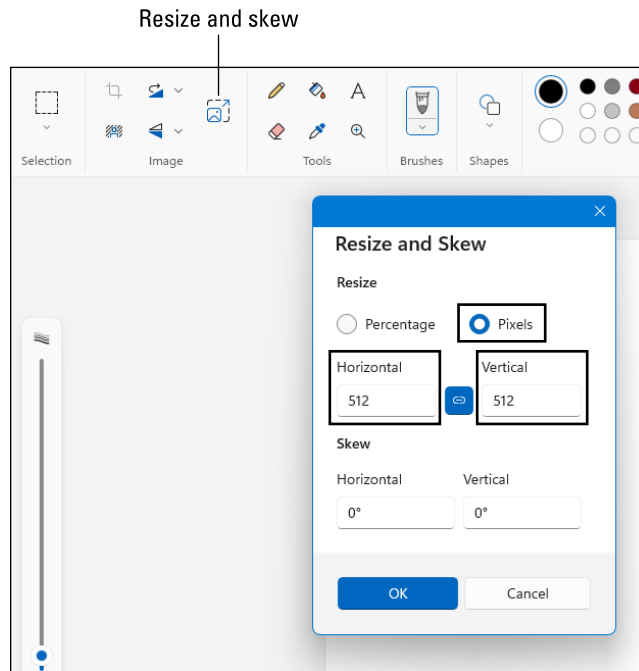 Resize and skew
A
Selection
Image
Tools
Brushes
Shapes
Resize and Skew
Resize
Percentage
Pixels
Horizontal
Vertical
512
512
Skew
Horizontal
Vertical
0°
0°
OK
Cancel